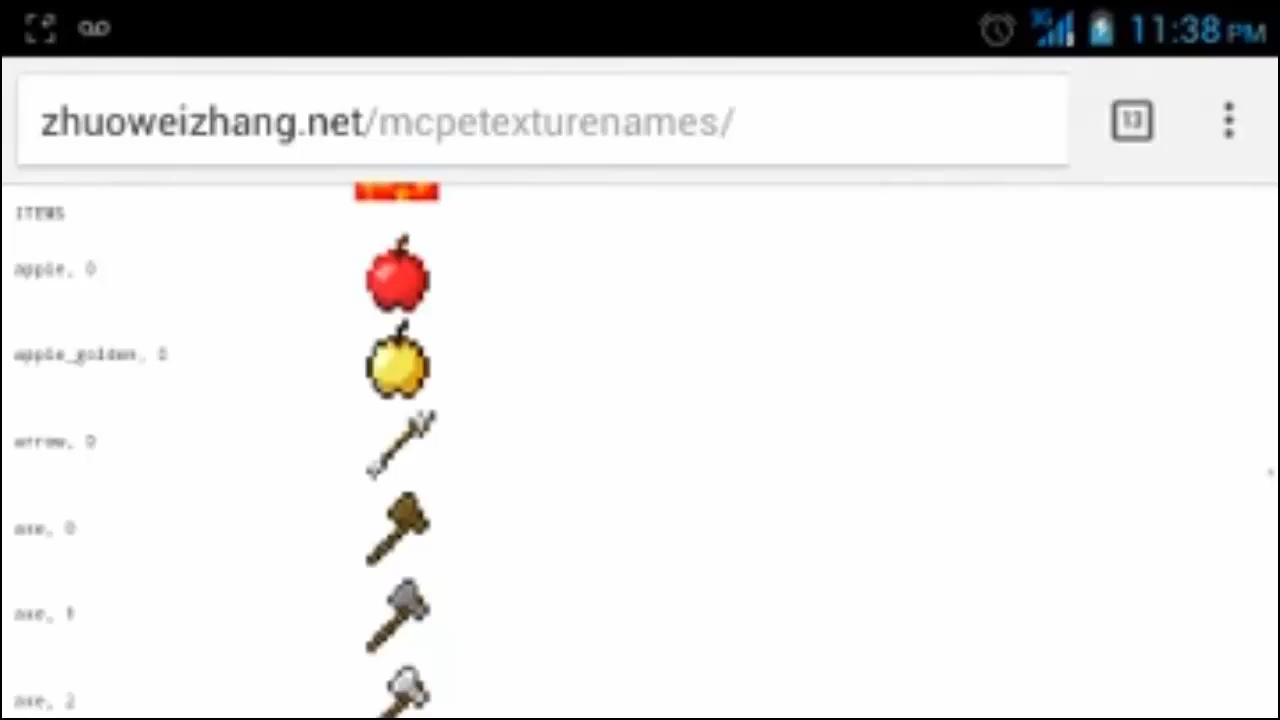 3G 11:38 PM
zhuoweizhang.net/mcpetexturenames/ 13
ITEMS
apple, 0
apple_golden, 0
arrow, 0
axe, 0
axe, 1
axe, 2